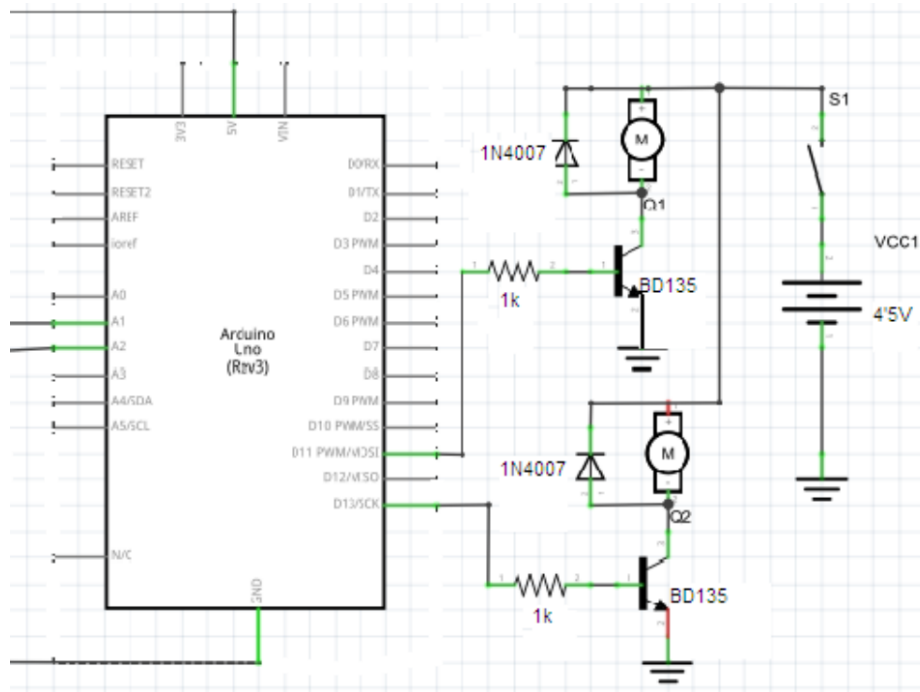 3V3
5V
VIN
S1
RESET
D0/RX
1N4007
M
RESET2
D1/TX
AREF
D2
Q1
ioref
D3 PWM
VCC1
D4
1k
BD135
A0
D5 PWM
4'5V
A1
D6 PWM
Arduino
Uno
(Rev3)
A2
D7
A3
D8
A4/SDA
D9 PWM
A5/SCL
D10 PWM/SS
D11 PWM/MOSI
1N4007
M
D12/MISO
D13/SCK
Q2
N/C
GND
1k
BD135